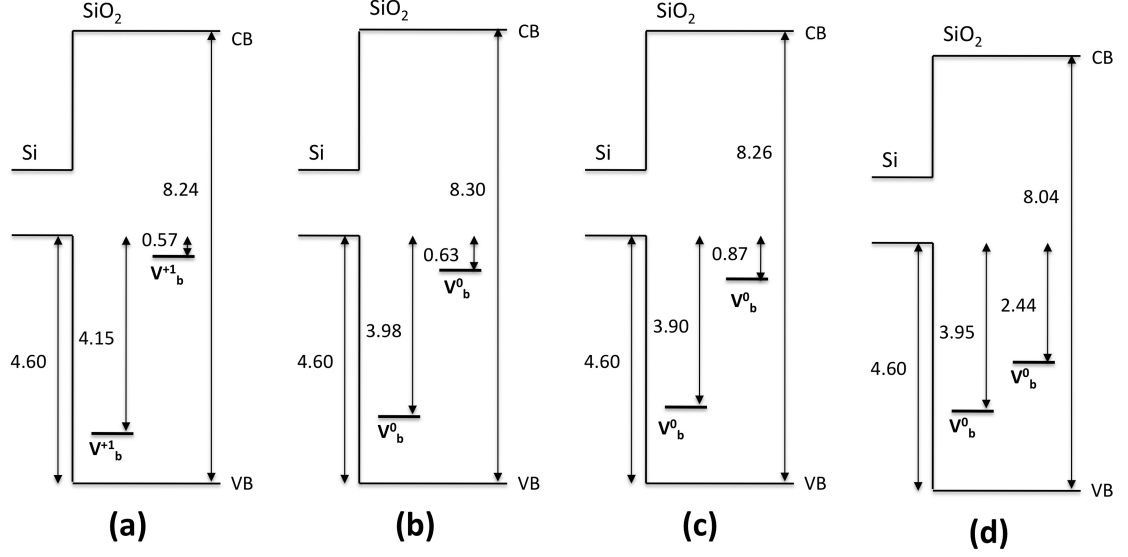 SiO2
CB
Si
8.24
0.57
V+1b
4.15
4.60
V+1b
VB
(a)
SiO2
CB
Si
8.30
0.63
V0b
3.98
4.60
V0b
VB
(b)
SiO2
CB
8.26
Si
0.87
V0b
3.90
4.60
V0b
VB
(c)
SiO2
CB
Si
8.04
2.44
3.95
4.60
V0b
V0b
VB
(d)